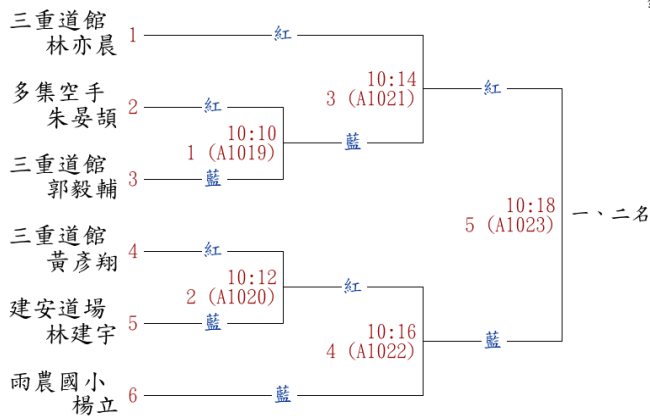 三重道館
林亦晨 1 紅
10:14
3 (A1021)
紅
多集空手
朱晏頡 2 紅
10:10
1 (A1019)
藍
三重道館
郭毅輔 3 藍
10:18
5 (A1023)
一、二名
三重道館
黃彥翔 4 紅
10:12
2 (A1020)
紅
建安道場
林建宇 5 藍
10:16
4 (A1022)
藍
雨農國小
楊立 6 藍